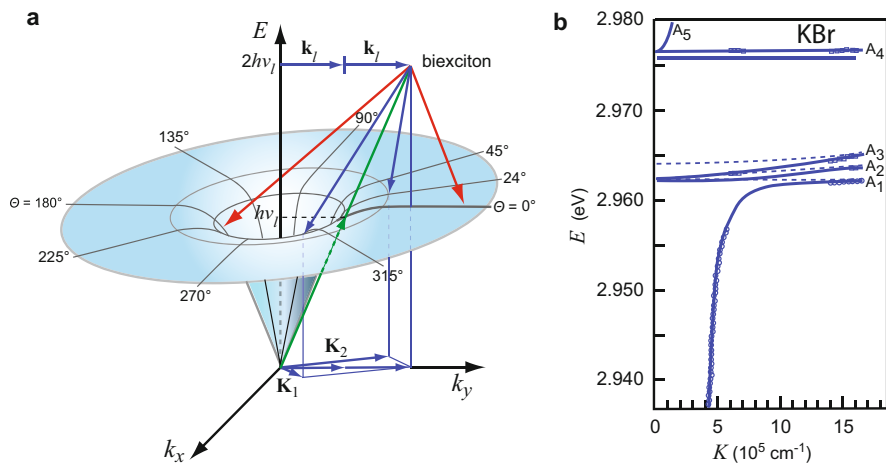 a
E
k_l k_l
2hν_l
biexciton
90°
135°
45°
24°
Θ = 180°
hν_l
Θ = 0°
225°
315°
270°
K_2
K_1
k_y
k_x
b
2.980
A_5
KBr
A_4
2.970
A_3
A_2
A_1
2.960
E (eV)
2.950
2.940
0 5 10 15
K (10^5 cm^-1)